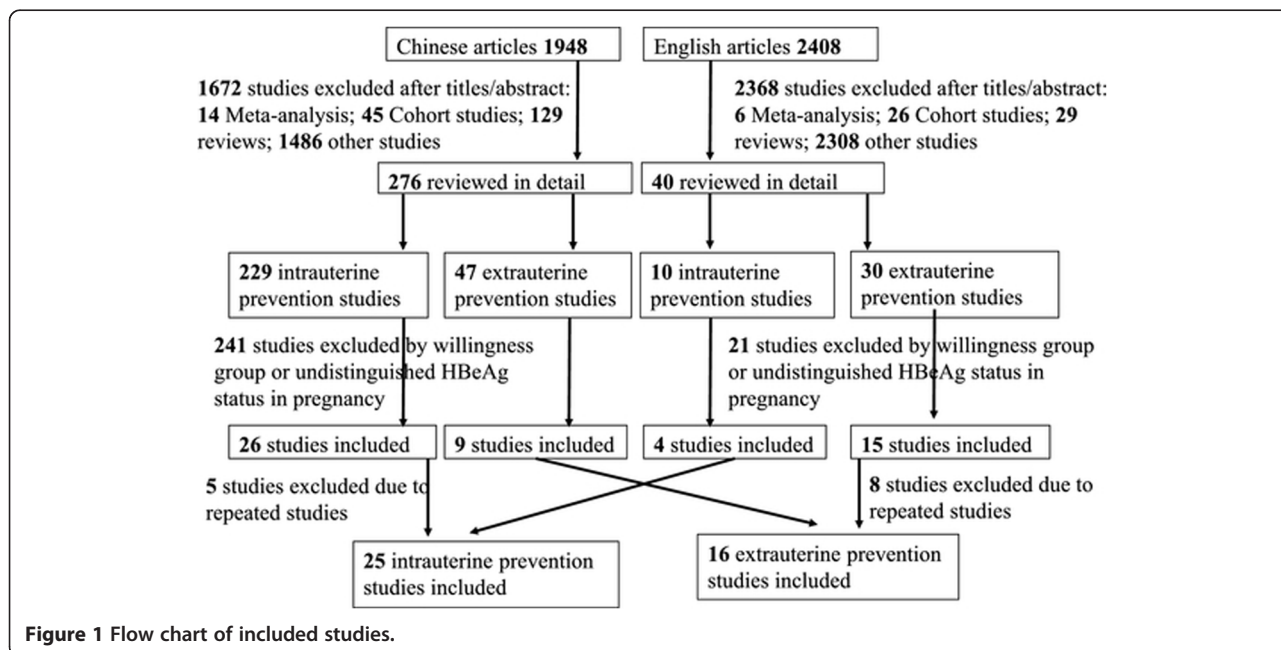 Chinese articles 1948
English articles 2408
1672 studies excluded after titles/abstract:
14 Meta-analysis; 45 Cohort studies; 129
reviews; 1486 other studies
2368 studies excluded after titles/abstract:
6 Meta-analysis; 26 Cohort studies; 29
reviews; 2308 other studies
276 reviewed in detail
40 reviewed in detail
229 intrauterine
prevention studies
47 extrauterine
prevention studies
10 intrauterine
prevention studies
30 extrauterine
prevention studies
241 studies excluded by willingness
group or undistinguished HBeAg
status in pregnancy
21 studies excluded by willingness group
or undistinguished HBeAg status in
pregnancy
26 studies included
9 studies included
4 studies included
15 studies included
5 studies excluded due to
repeated studies
8 studies excluded due to
repeated studies
25 intrauterine prevention
studies included
16 extrauterine prevention
studies included
Figure 1 Flow chart of included studies.